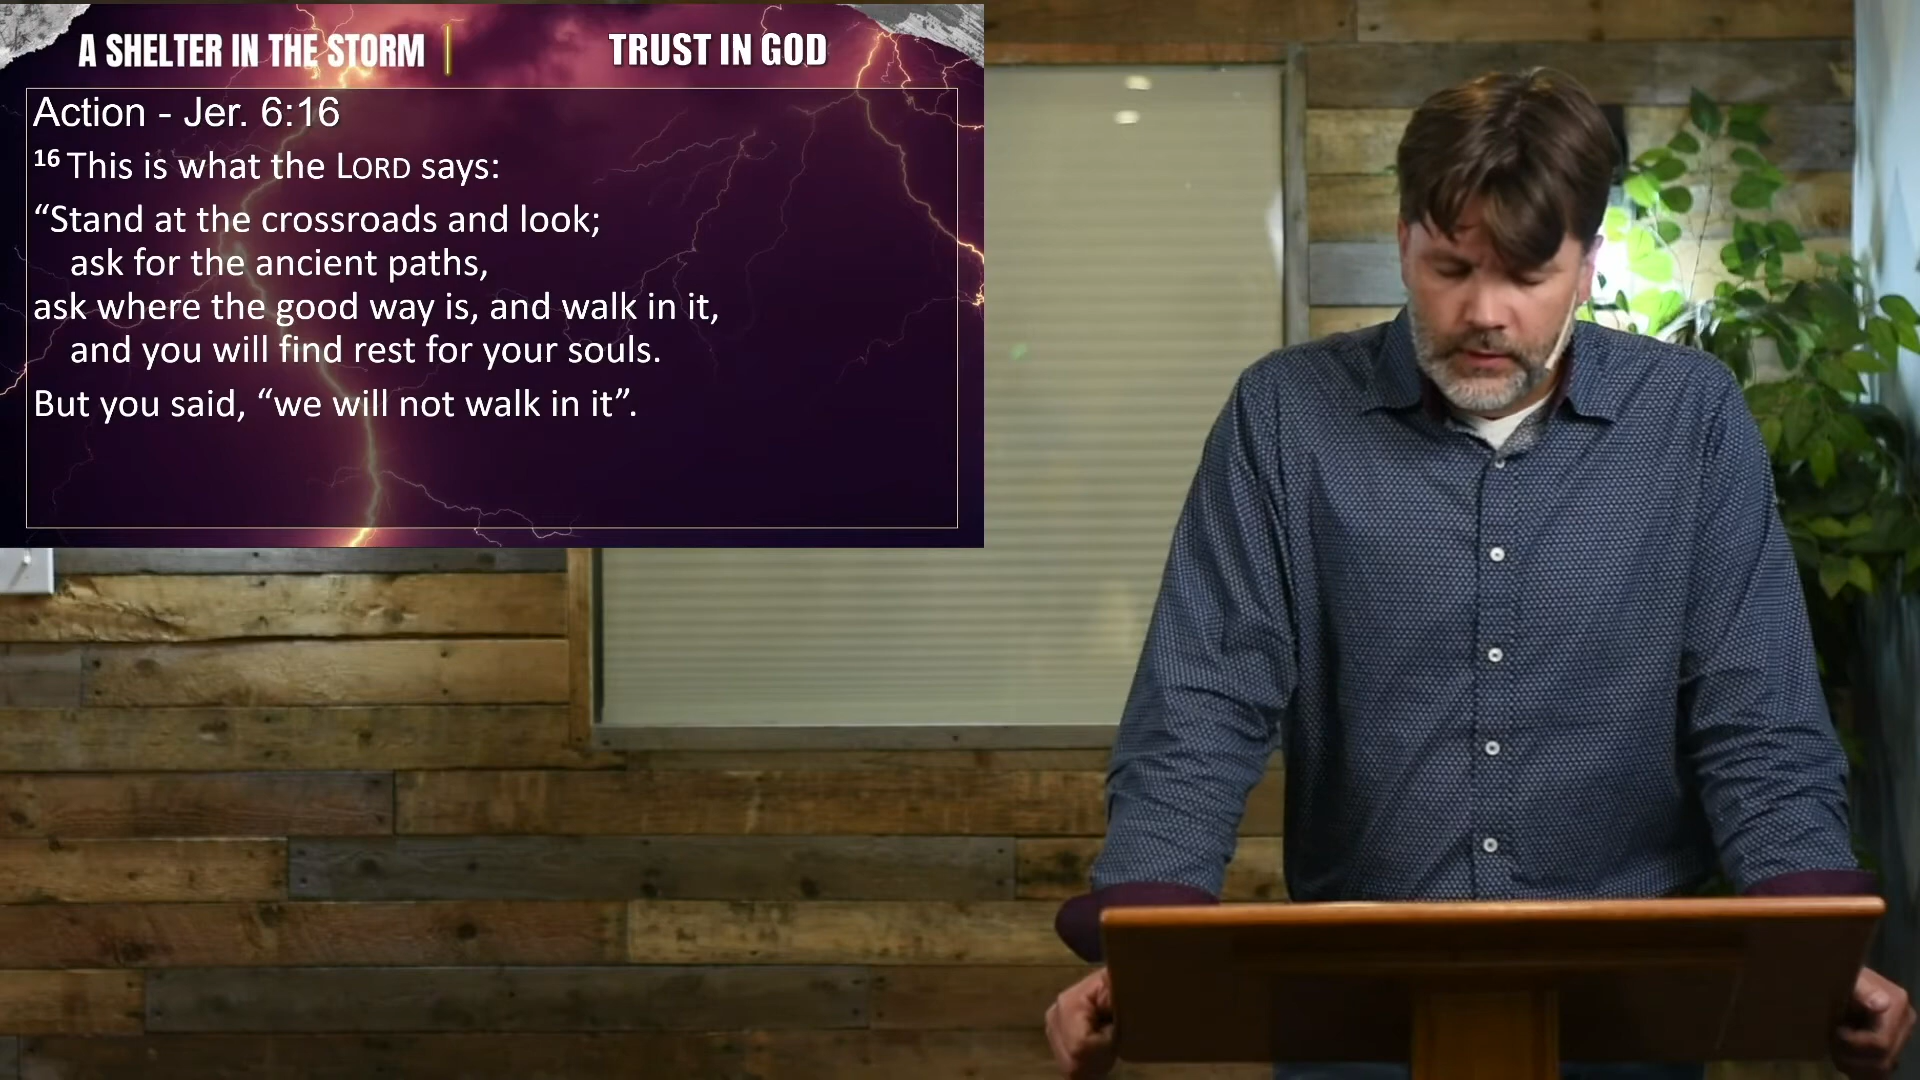 A SHELTER IN THE STORM | TRUST IN GOD
Action - Jer. 6:16
16 This is what the LORD says:
“Stand at the crossroads and look;
ask for the ancient paths,
ask where the good way is, and walk in it,
and you will find rest for your souls.
But you said, “we will not walk in it”.